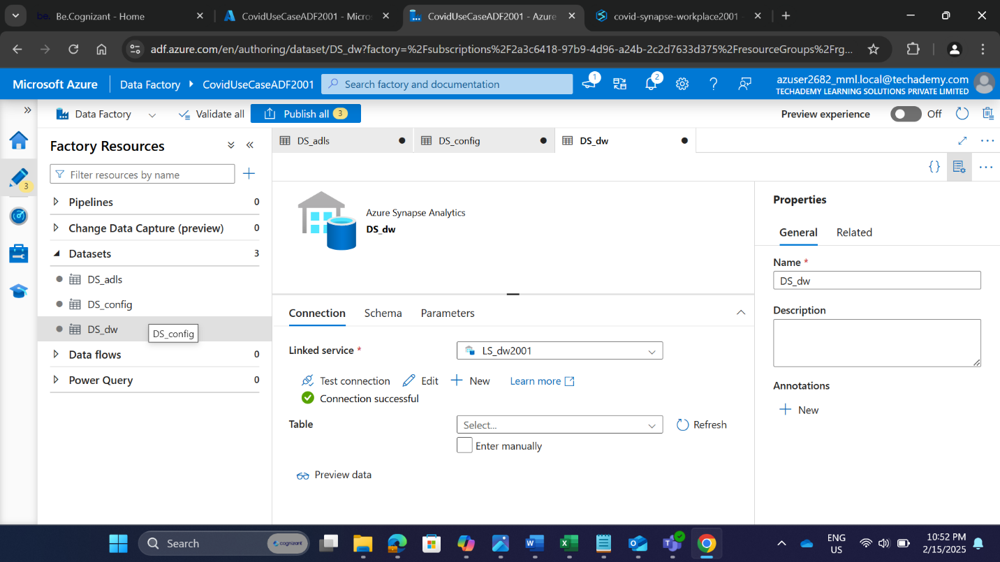 be. Be.Cognizant - Home
CovidUseCaseADF2001 - Micro
CovidUseCaseADF2001 - Azure
covid-synapse-workplace2001 -
adf.azure.com/en/authoring/dataset/DS_dw?factory=%2Fsubscriptions%2F2a3c6418-97b9-4d96-a24b-2c2d7633d375%2FresourceGroups%2Frg...
Microsoft Azure
Data Factory
CovidUseCaseADF2001
Search factory and documentation
1
2
azuser2682_mml.local@techademy.com
TECHADEMY LEARNING SOLUTIONS PRIVATE LIMITED
Data Factory
Validate all
Publish all 3
Preview experience
Off
3
Factory Resources
Filter resources by name
Pipelines 0
Change Data Capture (preview) 0
Datasets 3
DS_adls
DS_config
DS_dw
DS_config
Data flows 0
Power Query 0
DS_adls
DS_config
DS_dw
{}
Azure Synapse Analytics
DS_dw
Connection
Schema
Parameters
Linked service *
LS_dw2001
Test connection
Edit
New
Learn more
Connection successful
Table
Select...
Refresh
Enter manually
Preview data
Properties
General
Related
Name *
DS_dw
Description
Annotations
New
Search
cognizant
ENG
US
10:52 PM
2/15/2025